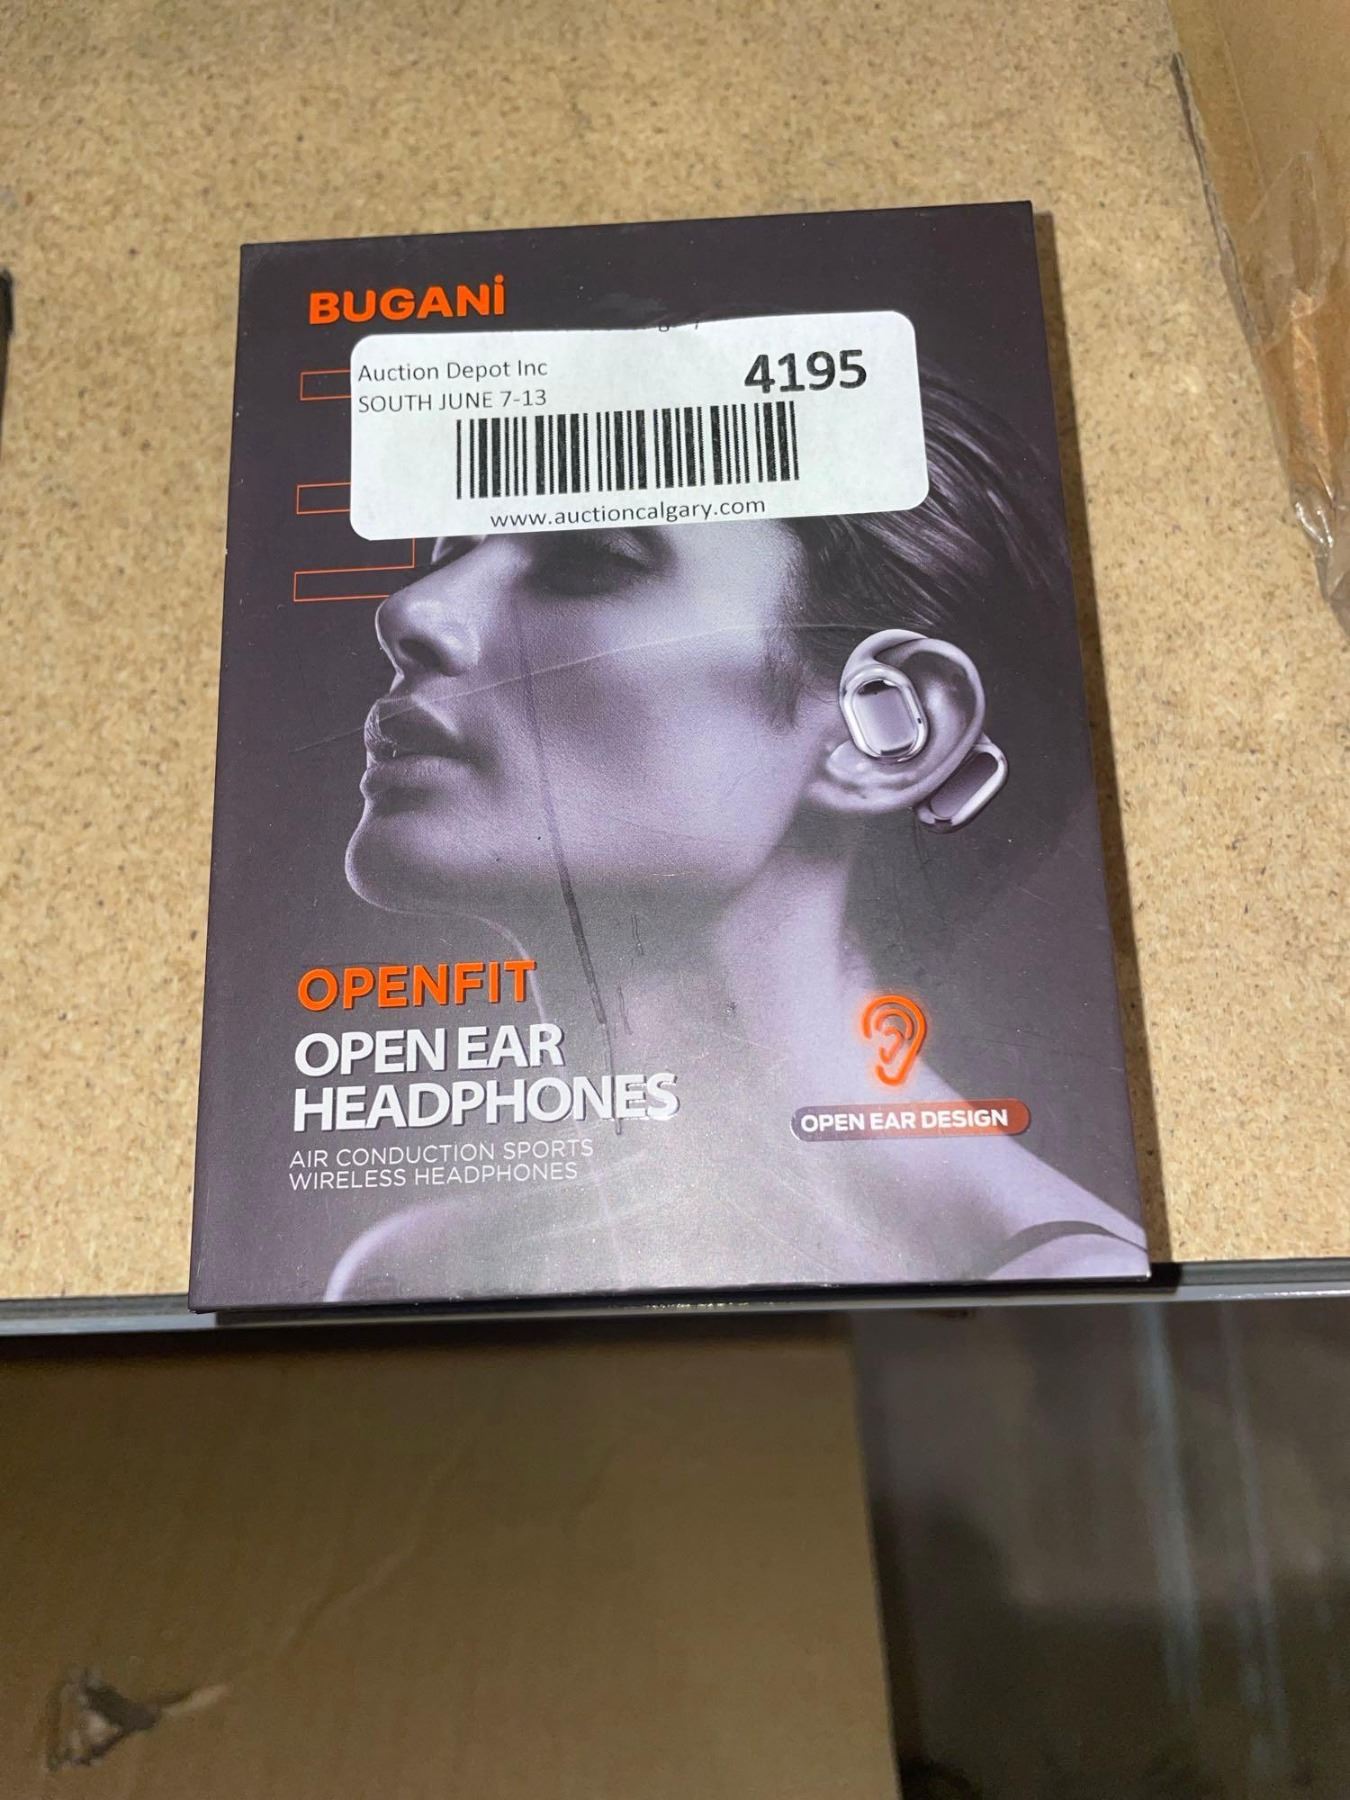 BUGANi
Auction Depot Inc
4195
SOUTH JUNE 7-13
www.auctioncalgary.com
OPENFIT
OPEN EAR
HEADPHONES
AIR CONDUCTION SPORTS
WIRELESS HEADPHONES
OPEN EAR DESIGN